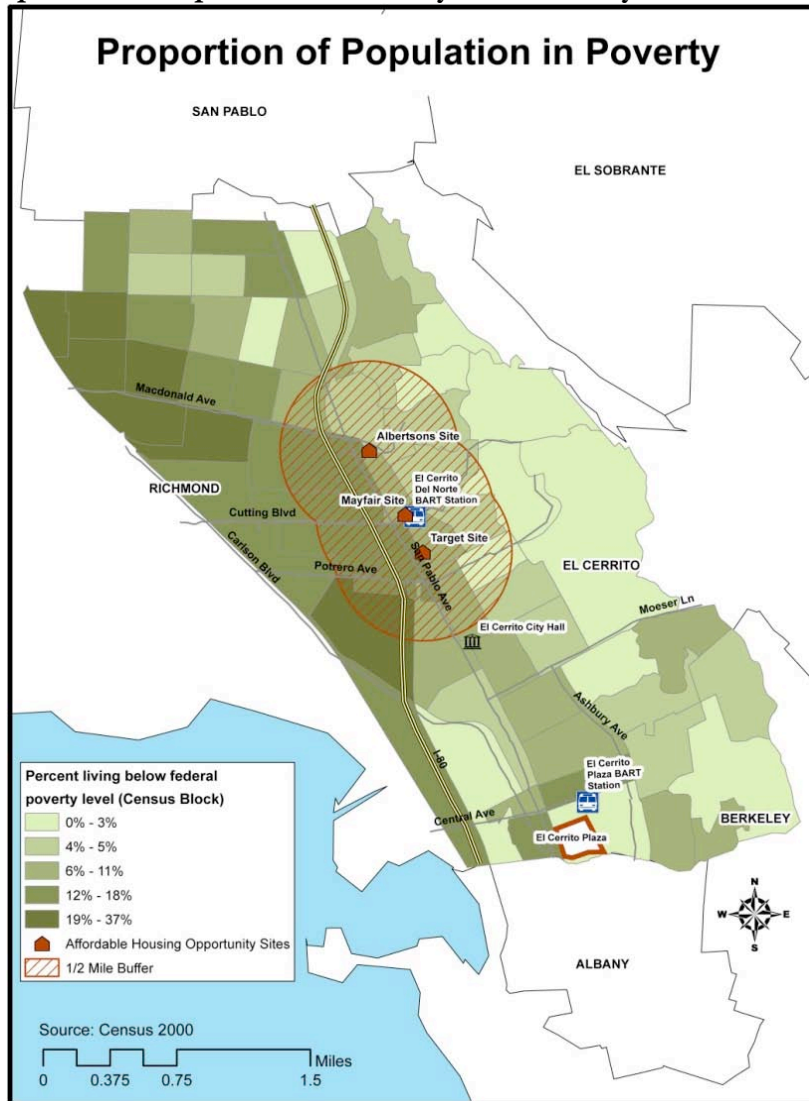 Proportion of Population in Poverty
SAN PABLO
EL SOBRANTE
Macdonald Ave
Albertsons Site
RICHMOND
El Cerrito
Del Norte
BART Station
Mayfair Site
Cutting Blvd
Carlson Blvd
San Pablo Ave
Target Site
Potrero Ave
EL CERRITO
Moeser Ln
El Cerrito City Hall
Ashbury Ave
I-80
El Cerrito
Plaza BART
Station
Central Ave
BERKELEY
El Cerrito Plaza
Percent living below federal
poverty level (Census Block)
0% - 3%
4% - 5%
6% - 11%
12% - 18%
19% - 37%
Affordable Housing Opportunity Sites
1/2 Mile Buffer
N
W
E
S
ALBANY
Source: Census 2000
Miles
0 0.375 0.75 1.5